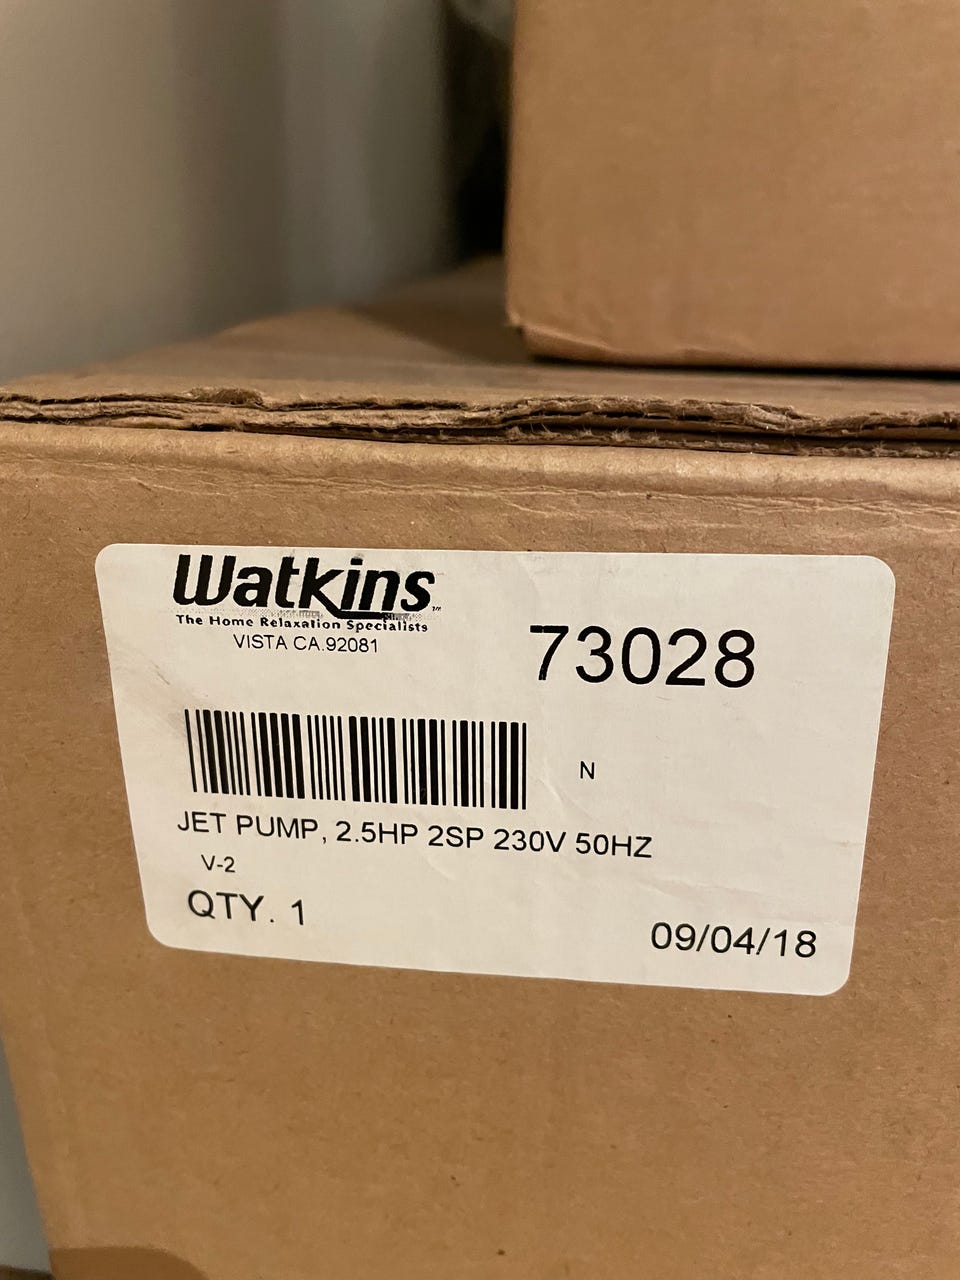 Watkins™
The Home Relaxation Specialists
VISTA CA.92081
73028
N
JET PUMP, 2.5HP 2SP 230V 50HZ
V-2
QTY. 1
09/04/18